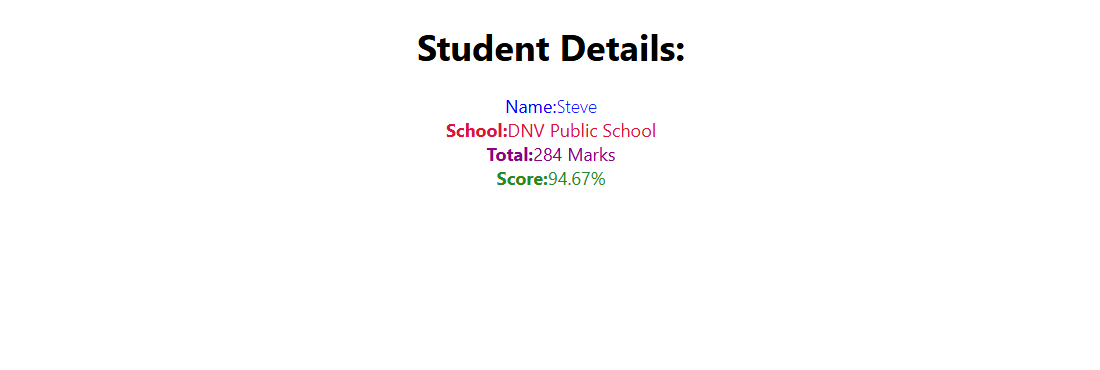 Student Details:
Name:Steve
School:DNV Public School
Total:284 Marks
Score:94.67%